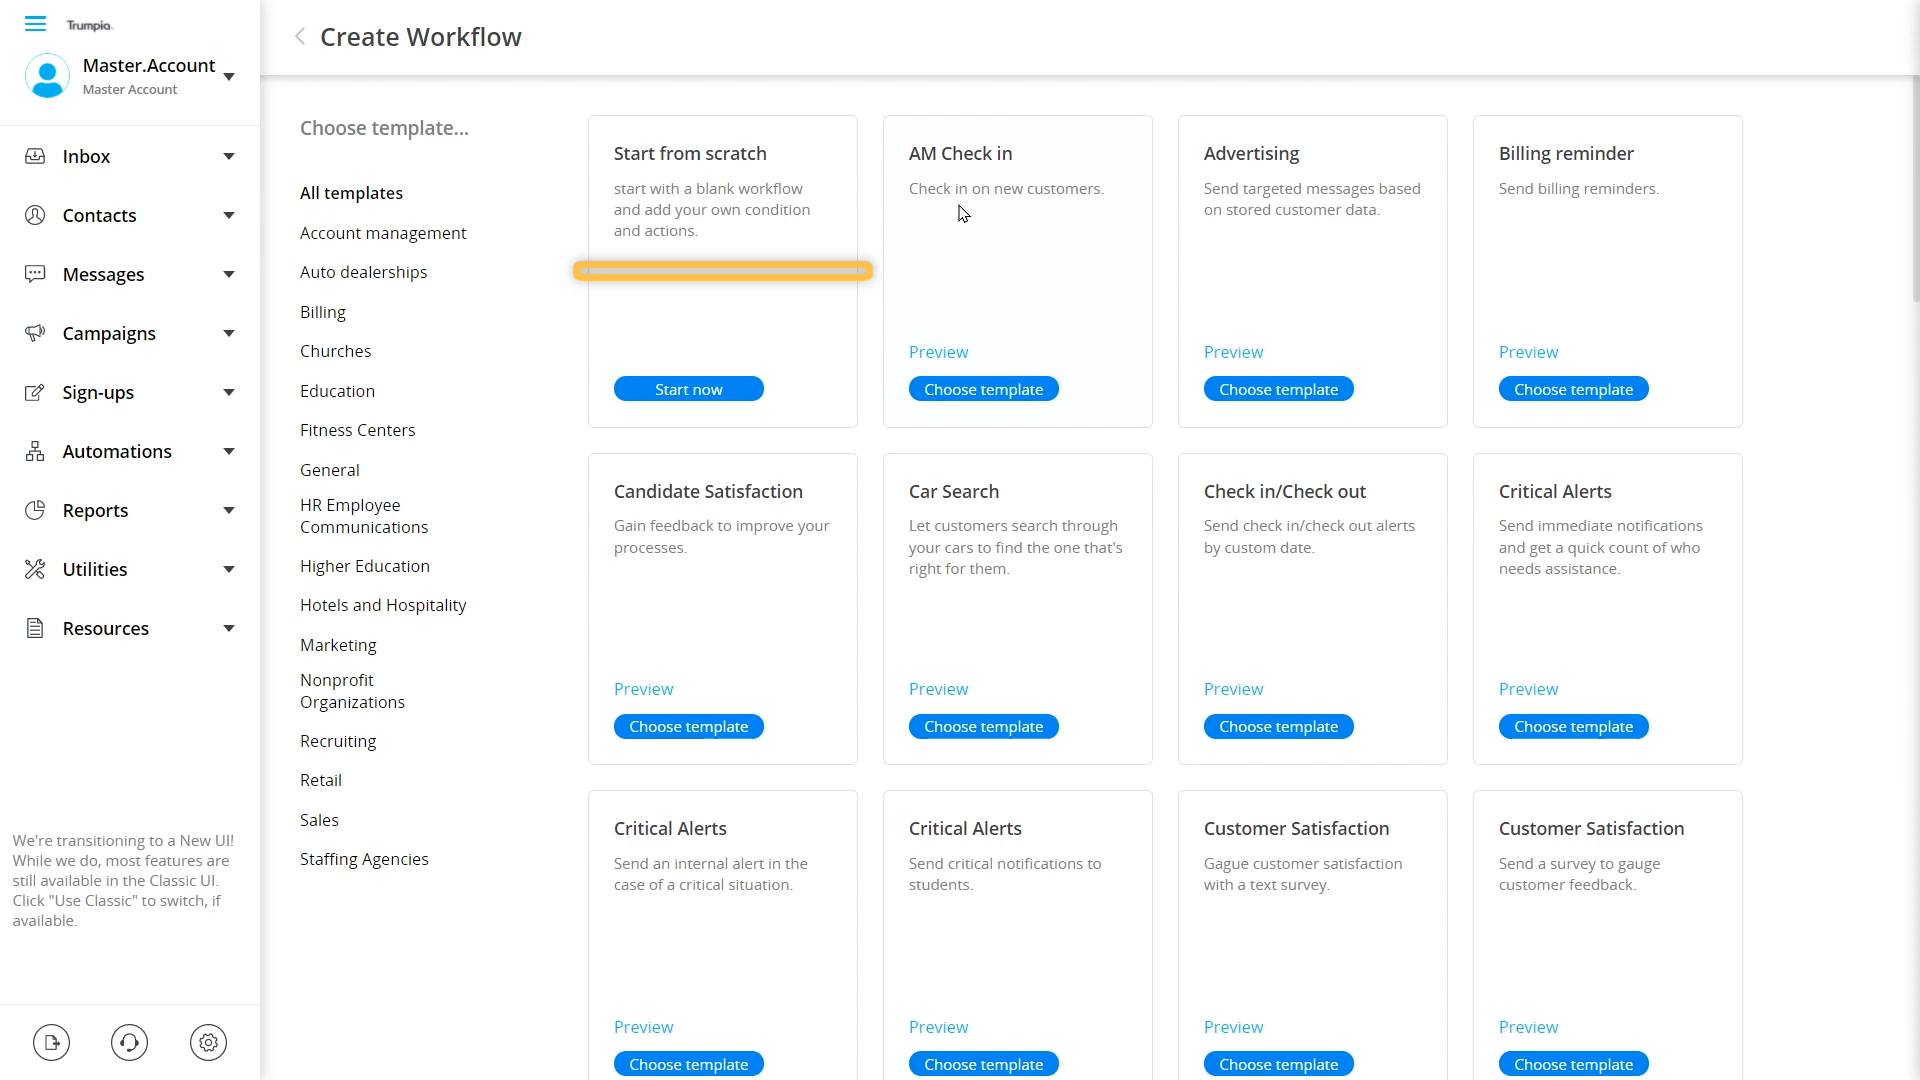 Trumpia
Master.Account
Master Account
Inbox
Contacts
Messages
Campaigns
Sign-ups
Automations
Reports
Utilities
Resources
We're transitioning to a New UI!
While we do, most features are
still available in the Classic UI.
Click "Use Classic" to switch, if
available.
Create Workflow
Choose template...
All templates
Account management
Auto dealerships
Billing
Churches
Education
Fitness Centers
General
HR Employee
Communications
Higher Education
Hotels and Hospitality
Marketing
Nonprofit
Organizations
Recruiting
Retail
Sales
Staffing Agencies
Start from scratch
start with a blank workflow
and add your own condition
and actions.
Start now
AM Check in
Check in on new customers.
Preview
Choose template
Advertising
Send targeted messages based
on stored customer data.
Preview
Choose template
Billing reminder
Send billing reminders.
Preview
Choose template
Candidate Satisfaction
Gain feedback to improve your
processes.
Preview
Choose template
Car Search
Let customers search through
your cars to find the one that's
right for them.
Preview
Choose template
Check in/Check out
Send check in/check out alerts
by custom date.
Preview
Choose template
Critical Alerts
Send immediate notifications
and get a quick count of who
needs assistance.
Preview
Choose template
Critical Alerts
Send an internal alert in the
case of a critical situation.
Preview
Choose template
Critical Alerts
Send critical notifications to
students.
Preview
Choose template
Customer Satisfaction
Gague customer satisfaction
with a text survey.
Preview
Choose template
Customer Satisfaction
Send a survey to gauge
customer feedback.
Preview
Choose template